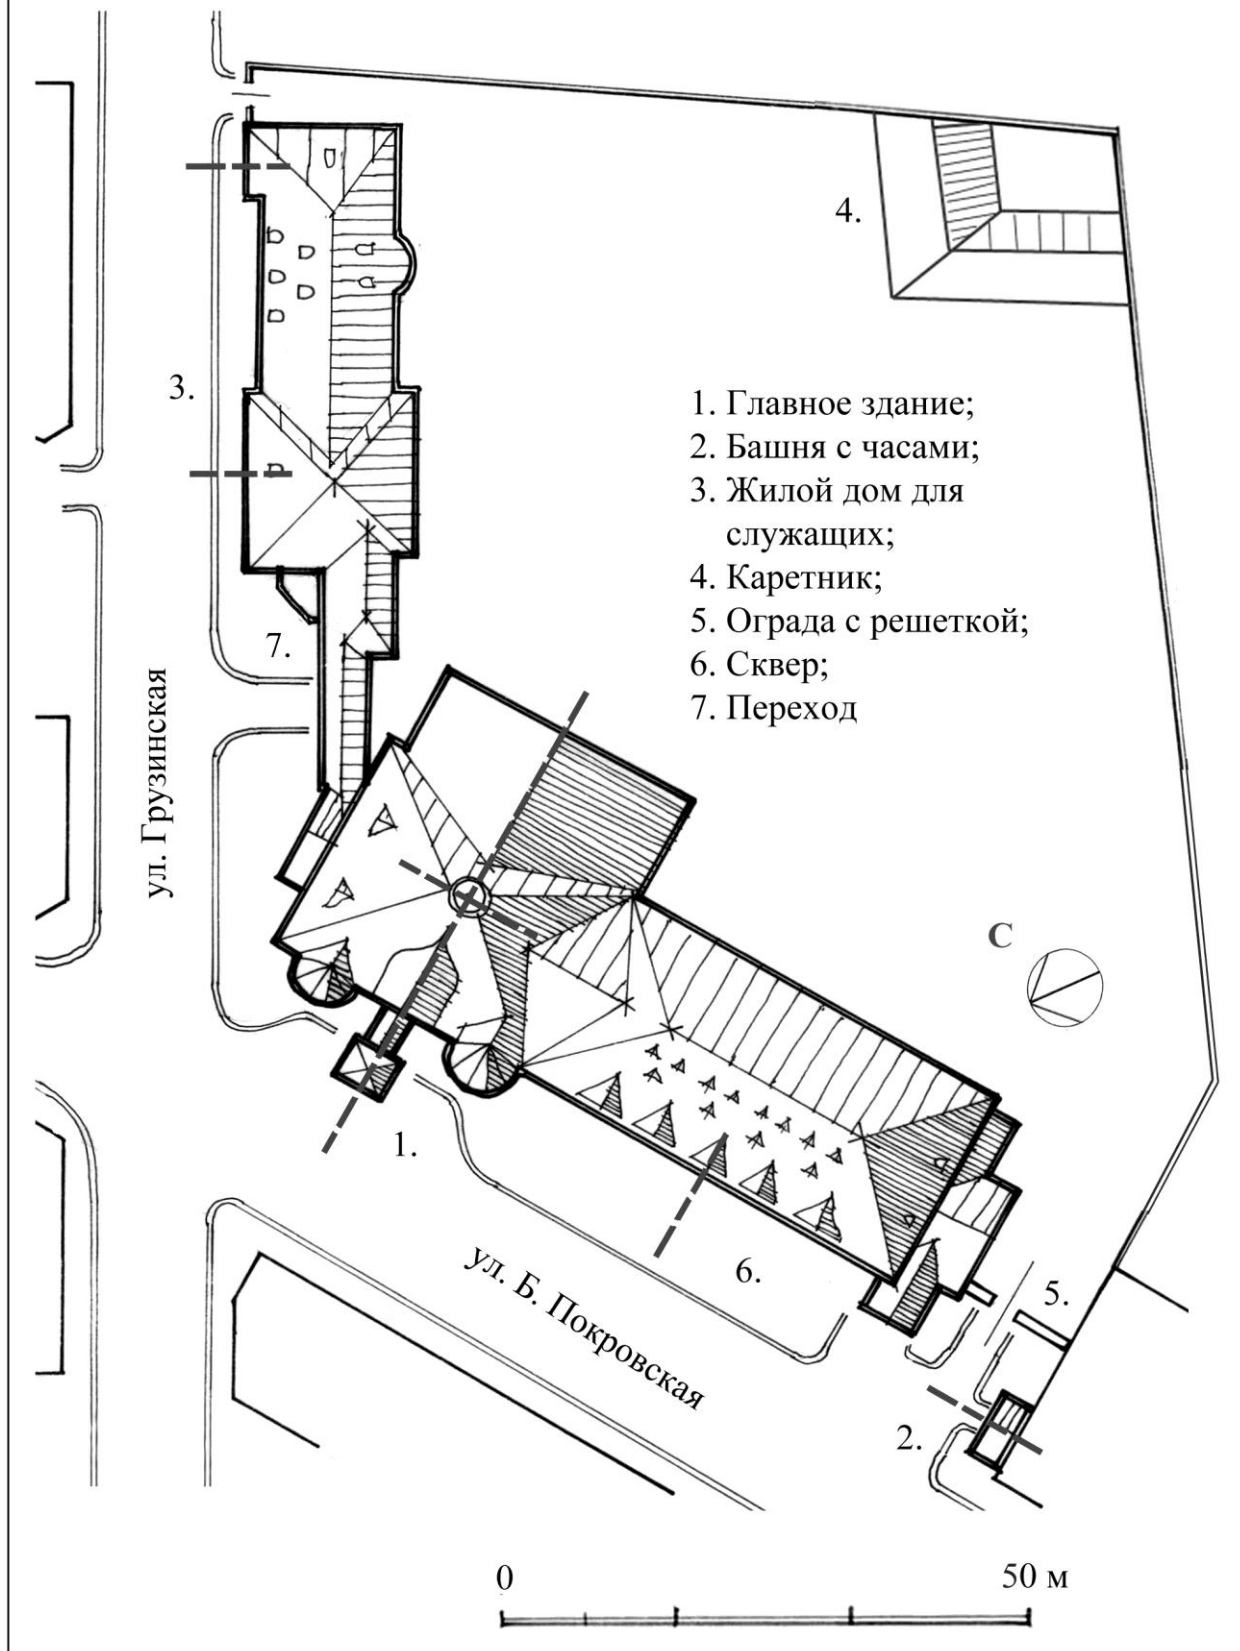 4.
3.
1. Главное здание;
2. Башня с часами;
3. Жилой дом для
служащих;
4. Каретник;
5. Ограда с решеткой;
6. Сквер;
7. Переход
7.
ул. Грузинская
С
1.
6.
5.
ул. Б. Покровская
2.
0
50 м